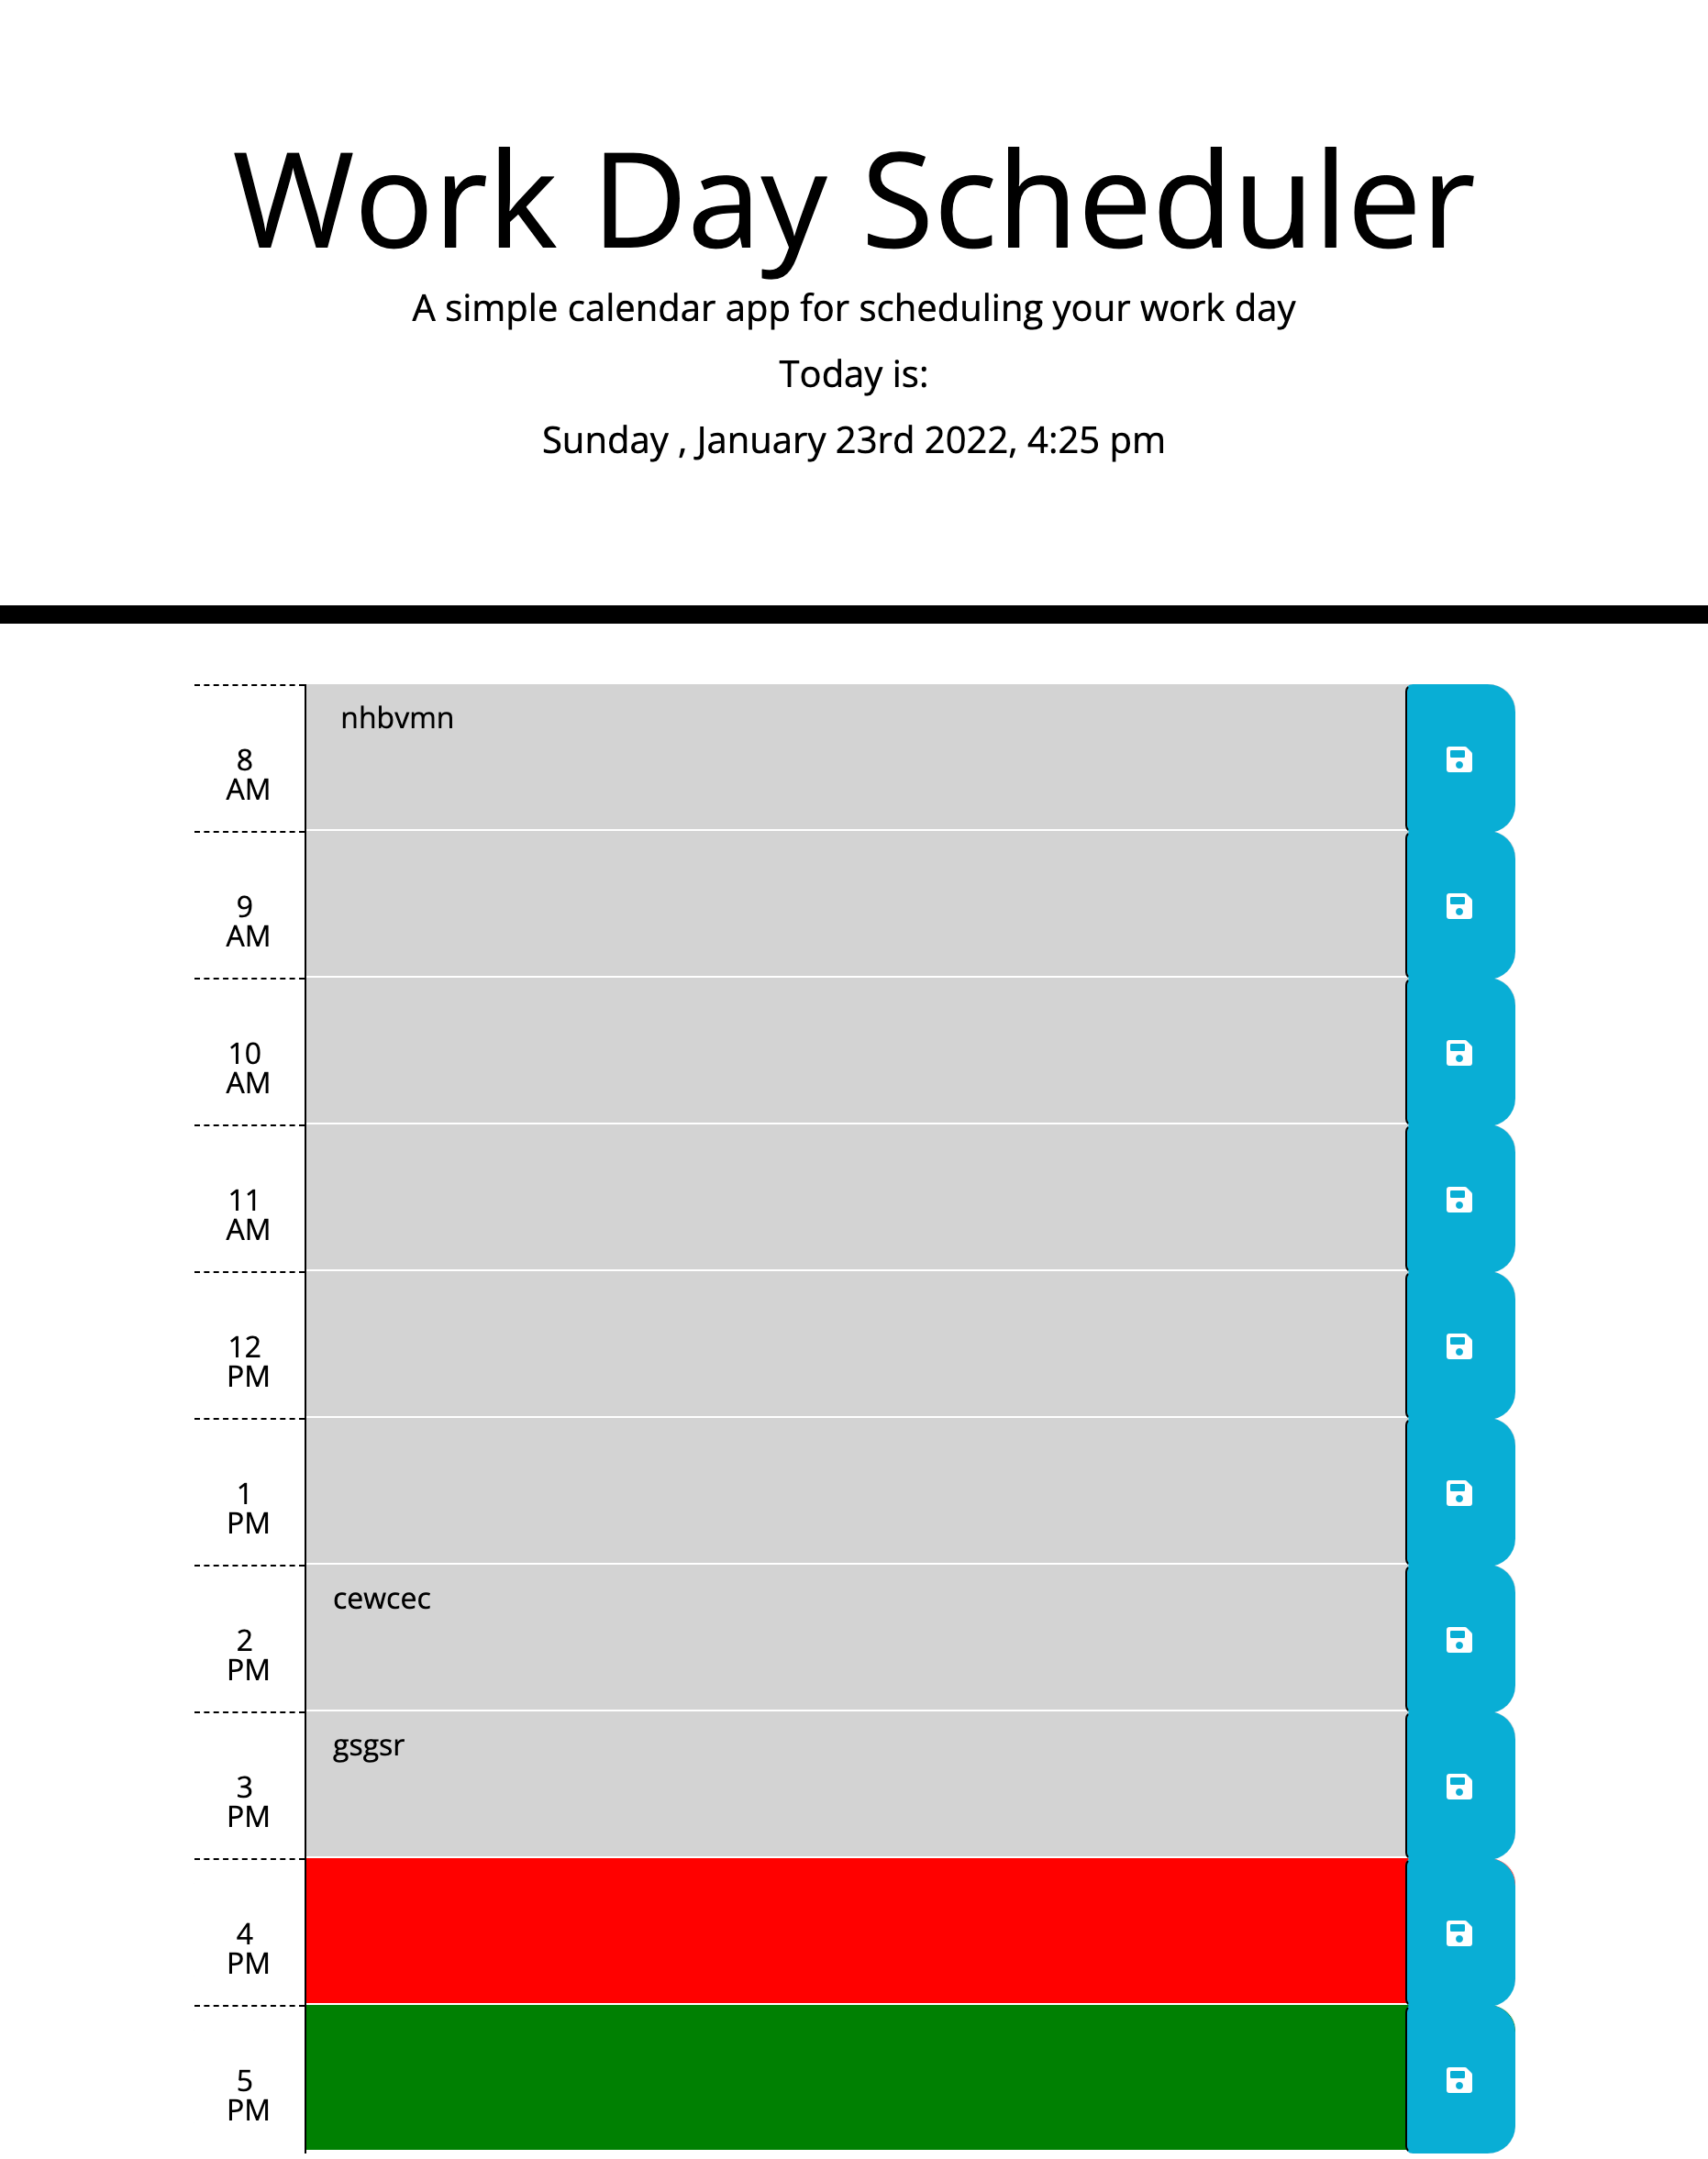 Work Day Scheduler
A simple calendar app for scheduling your work day
Today is:
Sunday , January 23rd 2022, 4:25 pm
nhbvmn
8
AM
9
AM
10
AM
11
AM
12
PM
1
PM
cewcec
2
PM
gsgsr
3
PM
4
PM
5
PM